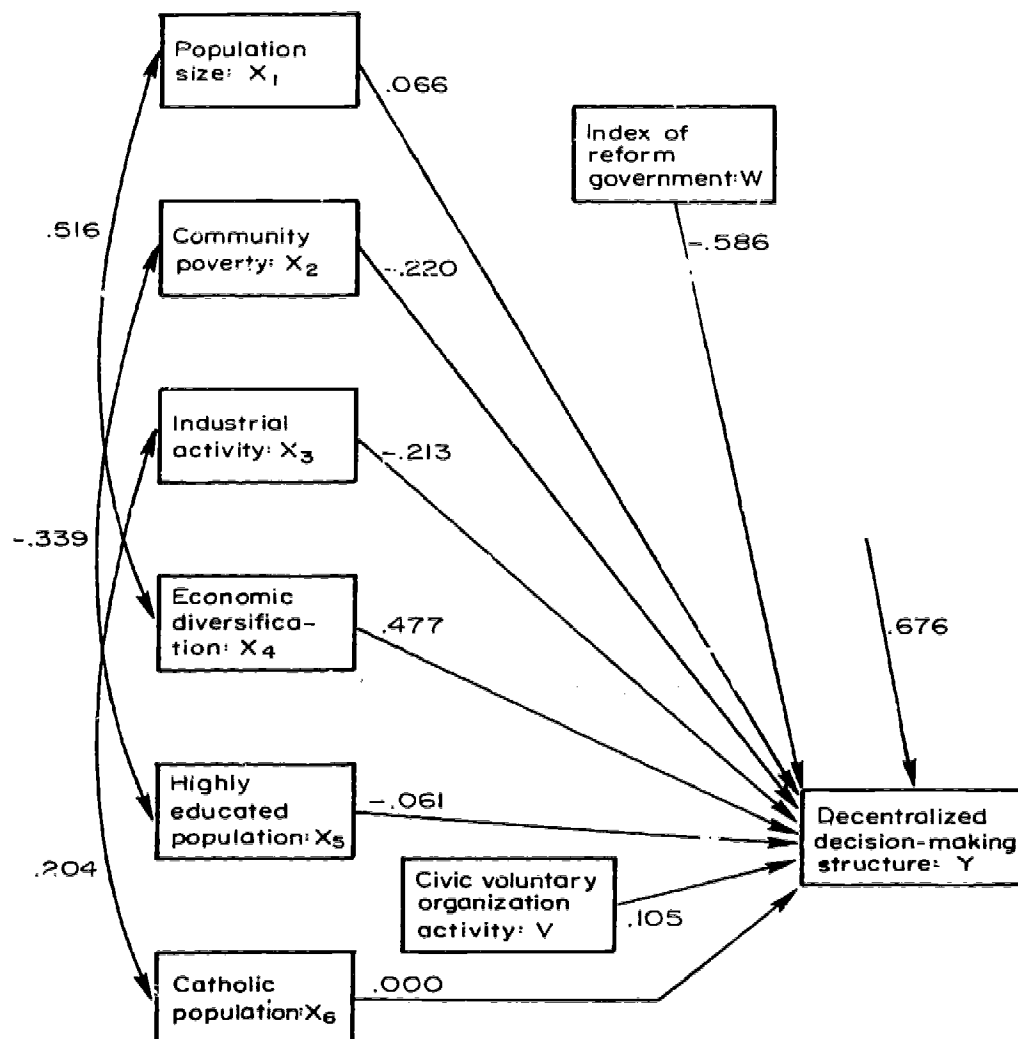 Population
size: X1
.066
Index of
reform
government:W
-.586
.516
Community
poverty: X2
-.220
Industrial
activity: X3
-.213
-.339
Economic
diversifica-
tion: X4
.477
.676
Highly
educated
population:X5
-.061
Decentralized
decision-making
structure: Y
.204
Civic voluntary
organization
activity: V
.105
Catholic
population:X6
.000